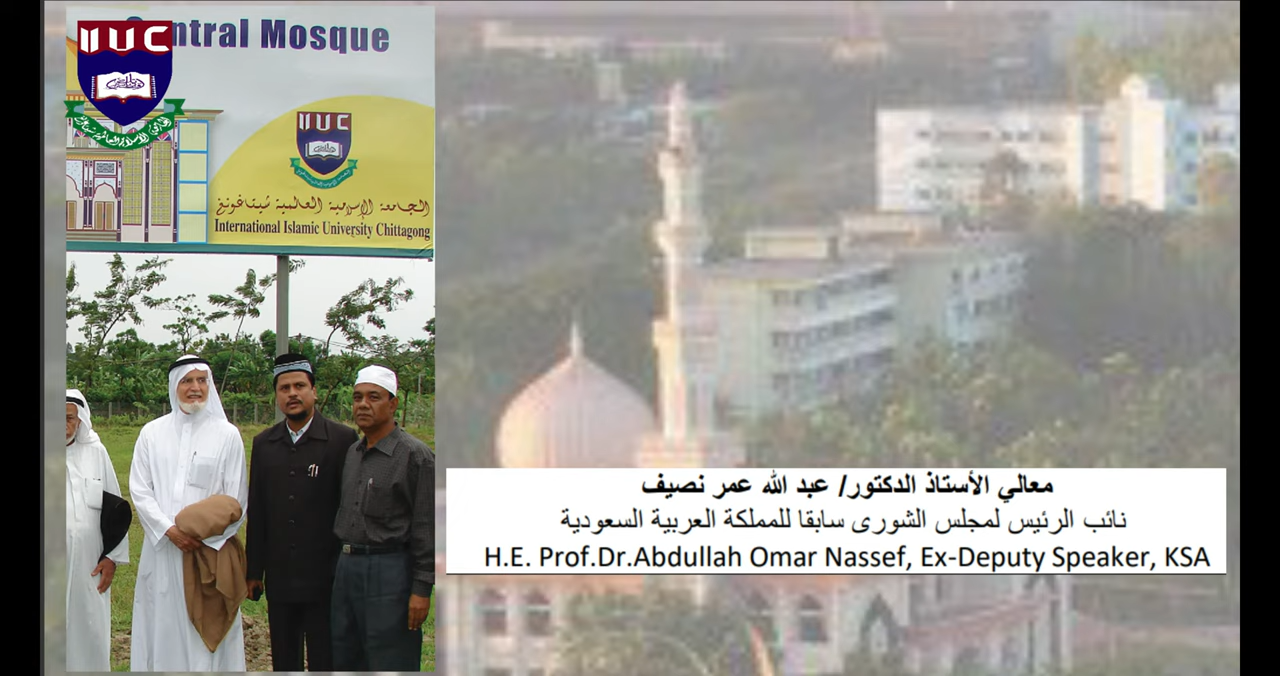 Central Mosque
IIUC
IIUC
الجامعة الإسلامية العالمية شيتاغونغ
International Islamic University Chittagong
معالي الأستاذ الدكتور/ عبد الله عمر نصيف
نائب الرئيس لمجلس الشورى سابقا للمملكة العربية السعودية
H.E. Prof.Dr.Abdullah Omar Nassef, Ex-Deputy Speaker, KSA